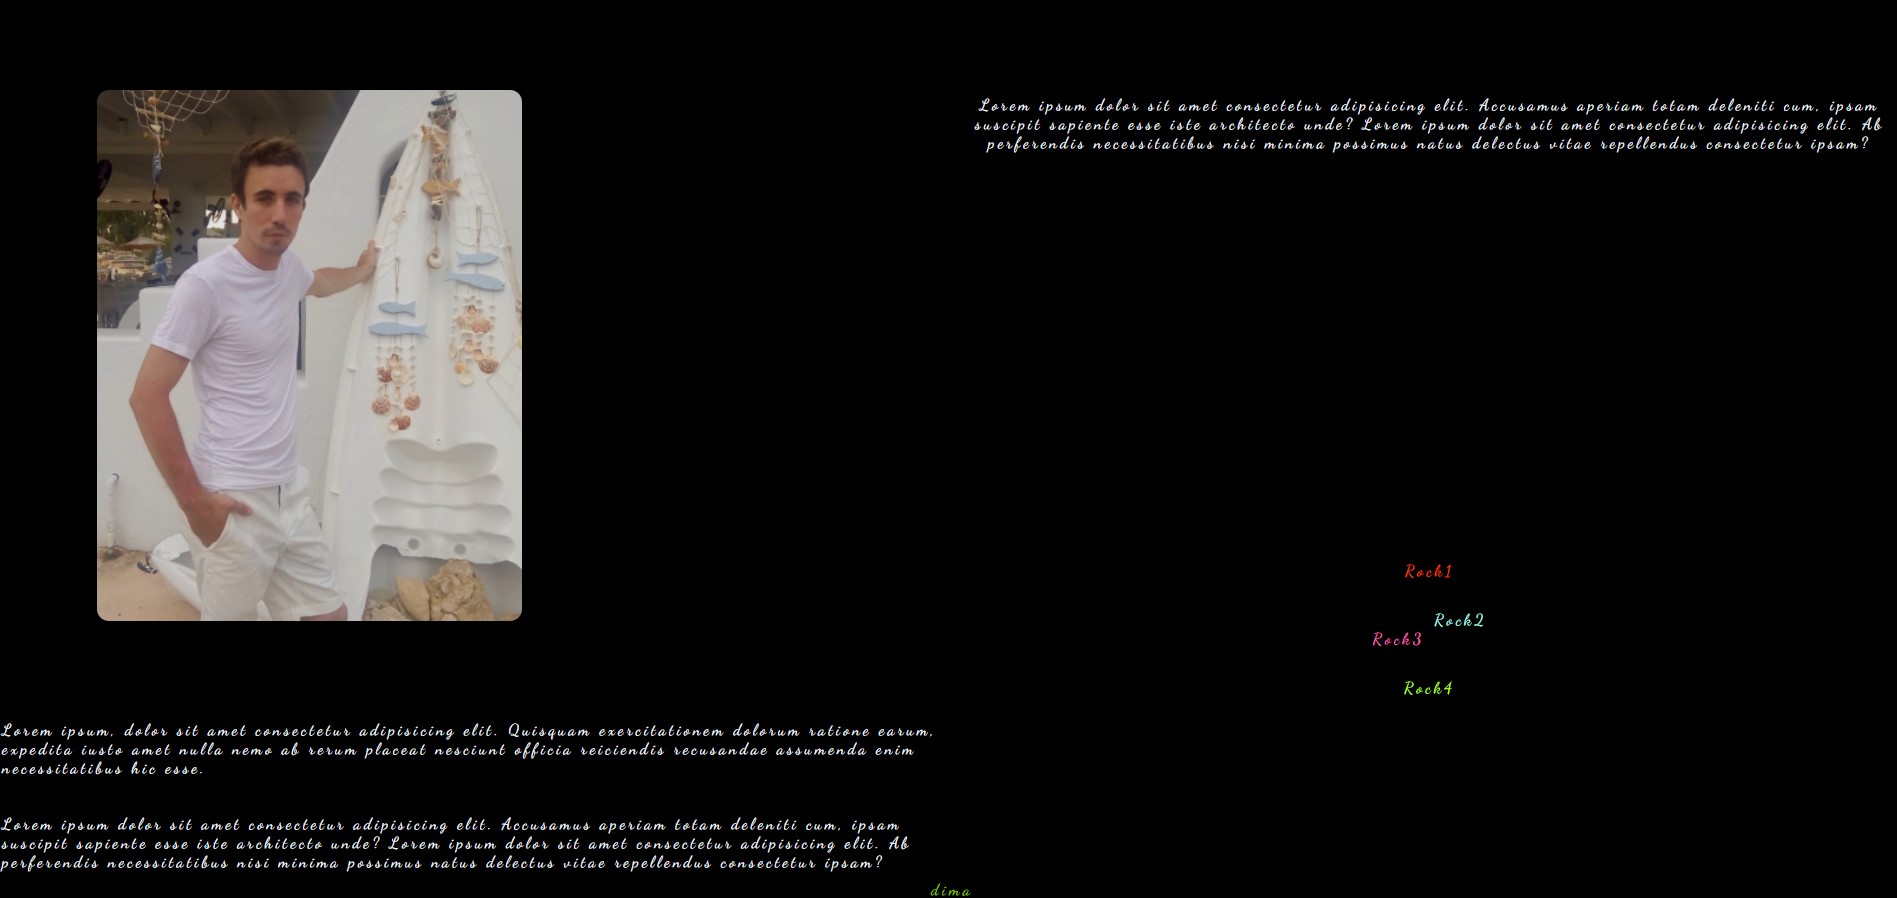 Lorem ipsum dolor sit amet consectetur adipisicing elit. Accusamus aperiam totam deleniti cum, ipsam
suscipit sapiente esse iste architecto unde? Lorem ipsum dolor sit amet consectetur adipisicing elit. Ab
perferendis necessitatibus nisi minima possimus natus delectus vitae repellendus consectetur ipsam?
Rock1
Rock2
Rock3
Rock4
Lorem ipsum, dolor sit amet consectetur adipisicing elit. Quisquam exercitationem dolorum ratione earum,
expedita iusto amet nulla nemo ab rerum placeat nesciunt officia reiciendis recusandae assumenda enim
necessitatibus hic esse.
Lorem ipsum dolor sit amet consectetur adipisicing elit. Accusamus aperiam totam deleniti cum, ipsam
suscipit sapiente esse iste architecto unde? Lorem ipsum dolor sit amet consectetur adipisicing elit. Ab
perferendis necessitatibus nisi minima possimus natus delectus vitae repellendus consectetur ipsam?
dima